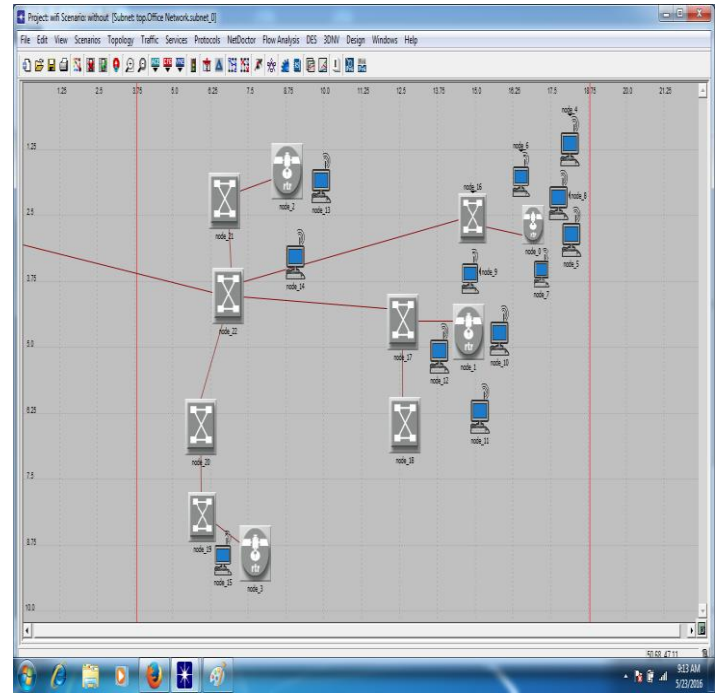 Project: wifi Scenario: without [Subnet: top.Office Network.subnet_0]
File Edit View Scenarios Topology Traffic Services Protocols NetDoctor Flow Analysis DES 3DNV Design Windows Help
1.25 2.5 3.75 5.0 6.25 7.5 8.75 10.0 11.25 12.5 13.75 15.0 16.25 17.5 18.75 20.0 21.25
node_4
1.25
node_6
node_16
node_8
node_2
node_13
2.5
node_21
node_0
node_5
node_14
node_9
node_7
3.75
node_22
5.0
node_17
node_1
node_10
node_12
6.25
node_11
node_20
node_18
7.5
node_19
8.75
node_15
node_3
10.0
50.68, 47.11
9:13 AM
5/23/2016